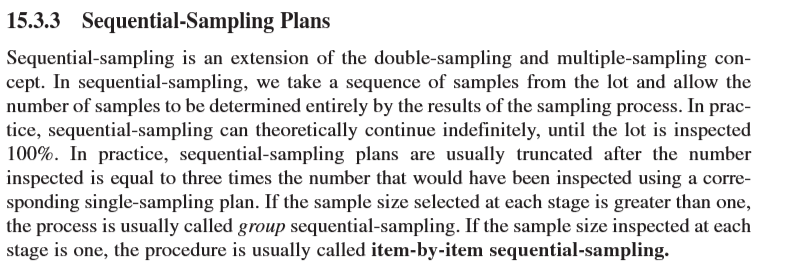 15.3.3 Sequential-Sampling Plans
Sequential-sampling is an extension of the double-sampling and multiple-sampling con-
cept. In sequential-sampling, we take a sequence of samples from the lot and allow the
number of samples to be determined entirely by the results of the sampling process. In prac-
tice, sequential-sampling can theoretically continue indefinitely, until the lot is inspected
100%. In practice, sequential-sampling plans are usually truncated after the number
inspected is equal to three times the number that would have been inspected using a corre-
sponding single-sampling plan. If the sample size selected at each stage is greater than one,
the process is usually called group sequential-sampling. If the sample size inspected at each
stage is one, the procedure is usually called item-by-item sequential-sampling.